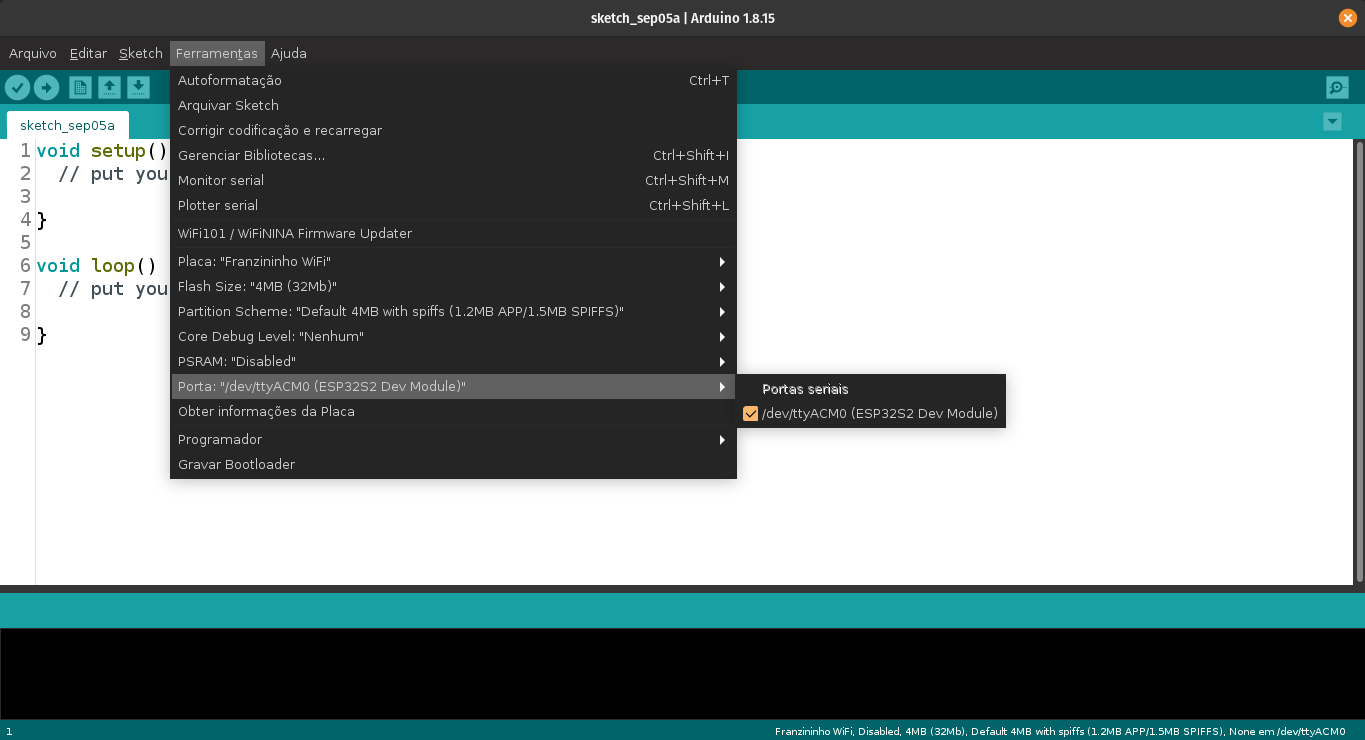 sketch_sep05a | Arduino 1.8.15
Arquivo Editar Sketch Ferramentas Ajuda
Autoformatação Ctrl+T
Arquivar Sketch
Corrigir codificação e recarregar
Gerenciar Bibliotecas... Ctrl+Shift+I
Monitor serial Ctrl+Shift+M
Plotter serial Ctrl+Shift+L
WiFi101 / WiFiNINA Firmware Updater
Placa: "Franzininho WiFi"
Flash Size: "4MB (32Mb)"
Partition Scheme: "Default 4MB with spiffs (1.2MB APP/1.5MB SPIFFS)"
Core Debug Level: "Nenhum"
PSRAM: "Disabled"
Porta: "/dev/ttyACM0 (ESP32S2 Dev Module)"
Obter informações da Placa
Programador
Gravar Bootloader
Portas seriais
/dev/ttyACM0 (ESP32S2 Dev Module)
sketch_sep05a
1 void setup()
2 // put you
3
4 }
5
6 void loop()
7 // put you
8
9 }
1 Franzininho WiFi, Disabled, 4MB (32Mb), Default 4MB with spiffs (1.2MB APP/1.5MB SPIFFS), None em /dev/ttyACM0